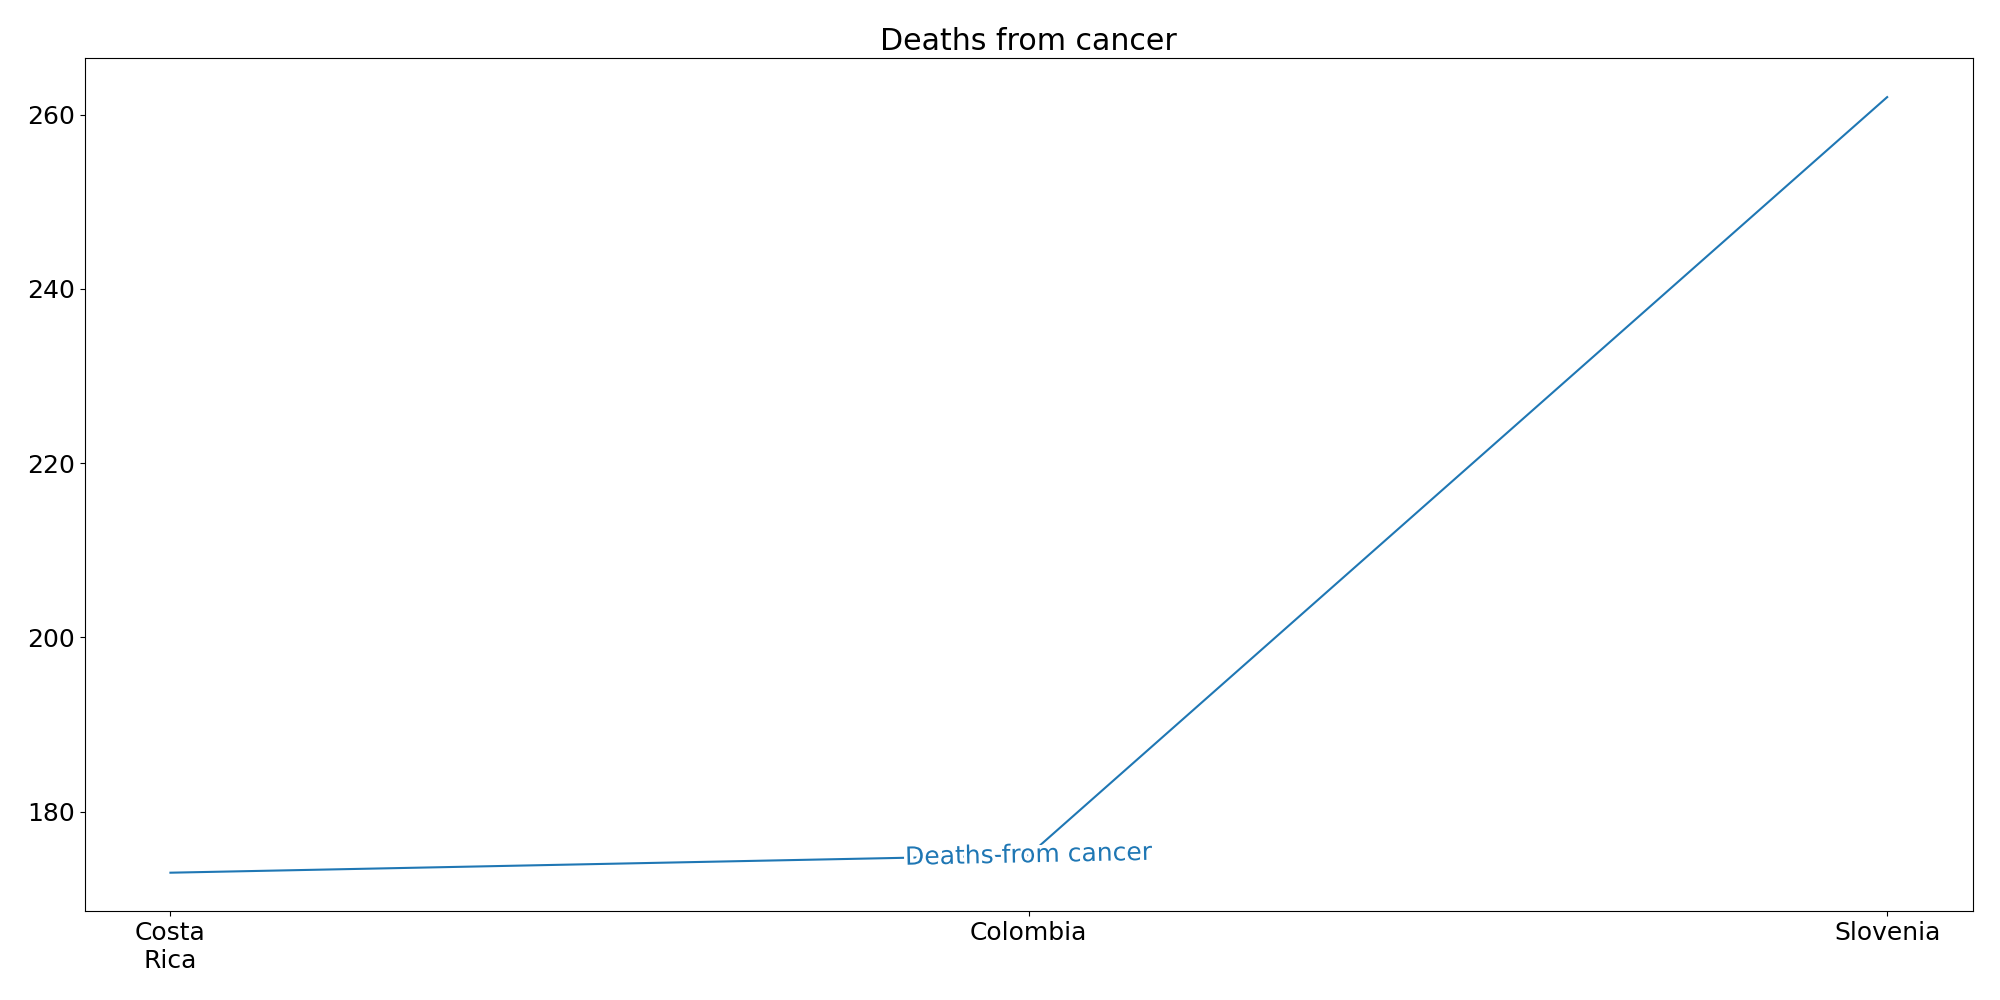 Deaths from cancer
260
240
220
200
180
Deaths from cancer
Costa
Rica
Colombia
Slovenia